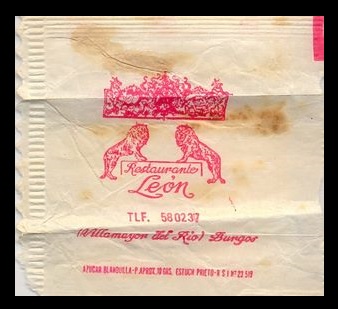 Restaurante
León
TLF. 580237
(Villamayor del Rio) Burgos
AZUCAR BLANQUILLA-P.APROX.10 GRS. ESTUCH PRIETO-R S I Nº 23 519